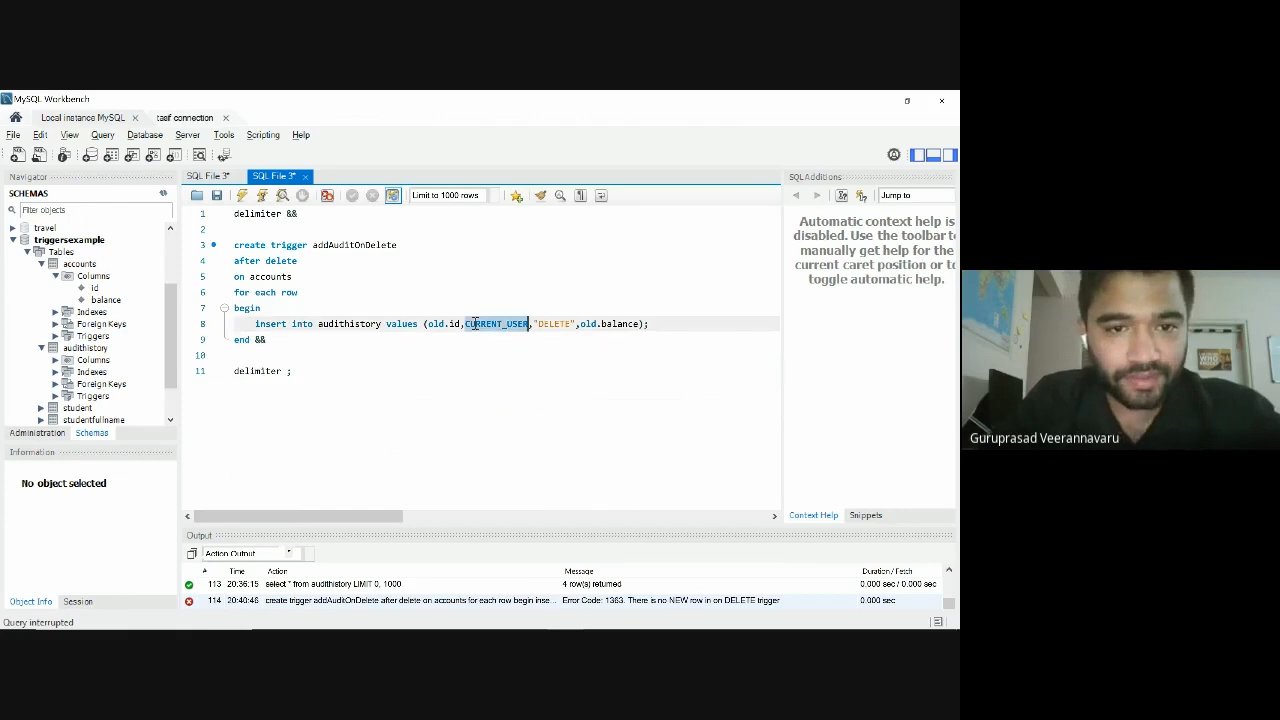 MySQL Workbench
Local instance MySQL
taef connection
File Edit View Query Database Server Tools Scripting Help
Navigator
SCHEMAS
Filter objects
travel
triggersexample
Tables
accounts
Columns
id
balance
Indexes
Foreign Keys
Triggers
audithistory
Columns
Indexes
Foreign Keys
Triggers
student
studentfullname
Administration Schemas
Information
No object selected
Object Info Session
Query interrupted
SQL File 3* SQL File 3*
Limit to 1000 rows
1 delimiter &&
2
3 create trigger addAuditOnDelete
4 after delete
5 on accounts
6 for each row
7 begin
8 insert into audithistory values (old.id,CURRENT_USER,"DELETE",old.balance);
9 end &&
10
11 delimiter ;
SQL Additions
Jump to
Automatic context help is
disabled. Use the toolbar to
manually get help for the
current caret position or to
toggle automatic help.
Context Help Snippets
Output
Action Output
# Time Action Message Duration / Fetch
113 20:36:15 select * from audithistory LIMIT 0, 1000 4 row(s) returned 0.000 sec / 0.000 sec
114 20:40:46 create trigger addAuditOnDelete after delete on accounts for each row begin inse... Error Code: 1363. There is no NEW row in on DELETE trigger 0.000 sec
Guruprasad Veerannavaru